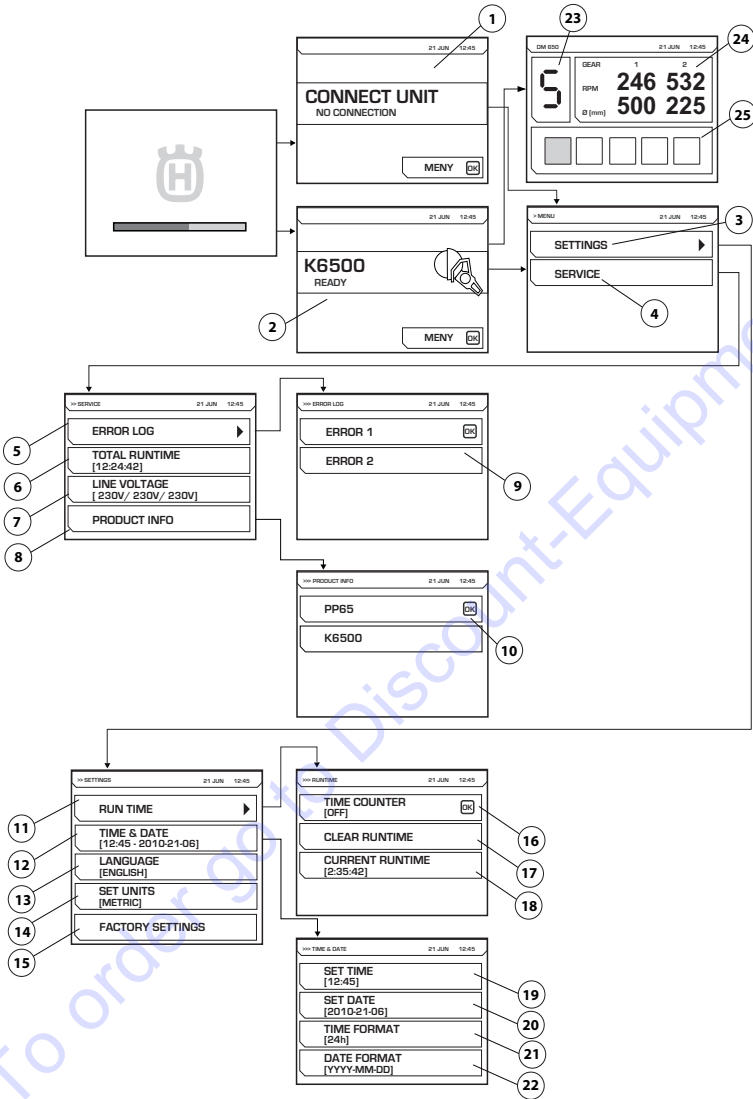 1
21 JUN 12:45
CONNECT UNIT
NO CONNECTION
MENY OK
23
24
DM 650 21 JUN 12:45
GEAR 1 2
RPM 246 532
Ø [mm] 500 225
5
25
H
21 JUN 12:45
K6500
READY
MENY OK
2
> MENU 21 JUN 12:45
SETTINGS
SERVICE
3
4
>> SERVICE 21 JUN 12:45
ERROR LOG
TOTAL RUNTIME
[12:24:42]
LINE VOLTAGE
[ 230V/ 230V/ 230V]
PRODUCT INFO
5
6
7
8
>>> ERROR LOG 21 JUN 12:45
ERROR 1 OK
ERROR 2
9
>>> PRODUCT INFO 21 JUN 12:45
PP65 OK
K6500
10
>> SETTINGS 21 JUN 12:45
RUN TIME
TIME & DATE
[12:45 - 2010-21-06]
LANGUAGE
[ENGLISH]
SET UNITS
[METRIC]
FACTORY SETTINGS
11
12
13
14
15
>>> RUNTIME 21 JUN 12:45
TIME COUNTER
[OFF] OK
CLEAR RUNTIME
CURRENT RUNTIME
[2:35:42]
16
17
18
>>> TIME & DATE 21 JUN 12:45
SET TIME
[12:45]
SET DATE
[2010-21-06]
TIME FORMAT
[24h]
DATE FORMAT
[YYYY-MM-DD]
19
20
21
22
To order go to Discount-Equipme